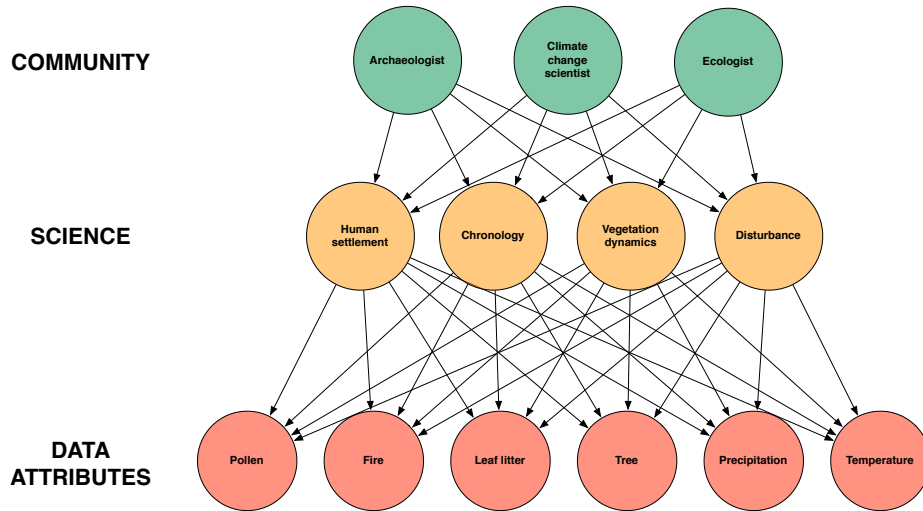 COMMUNITY
Archaeologist
Climate
change
scientist
Ecologist
SCIENCE
Human
settlement
Chronology
Vegetation
dynamics
Disturbance
DATA
ATTRIBUTES
Pollen
Fire
Leaf litter
Tree
Precipitation
Temperature